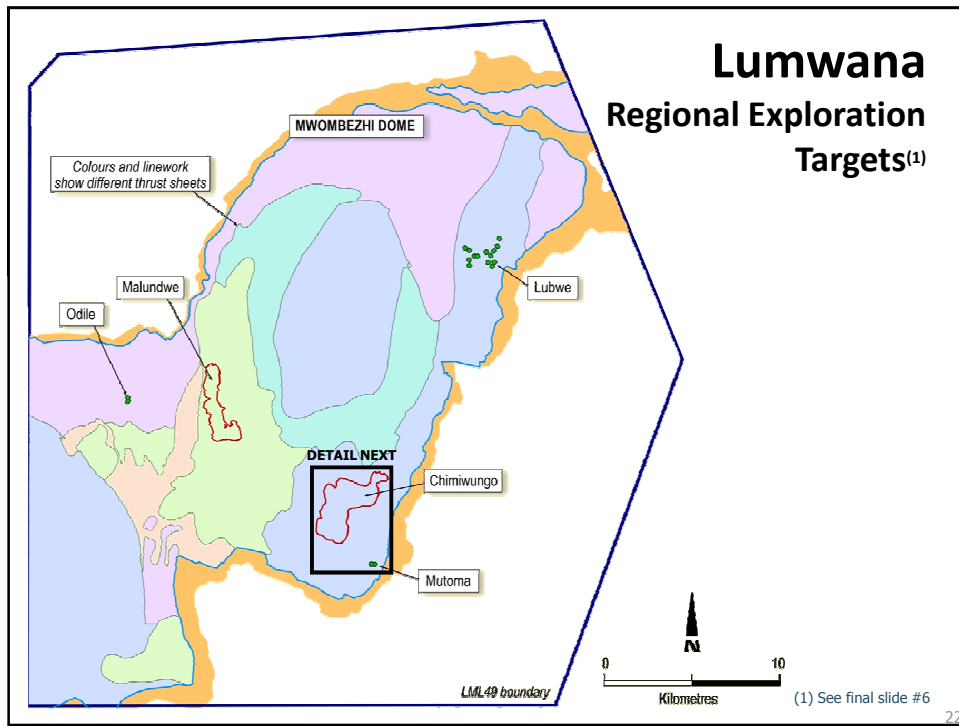 Lumwana
Regional Exploration
Targets(1)
MWOMBEZHI DOME
Colours and linework
show different thrust sheets
Lubwe
Malundwe
Odile
DETAIL NEXT
Chimiwungo
Mutoma
N
0 10
Kilometres
LML49 boundary
(1) See final slide #6
22